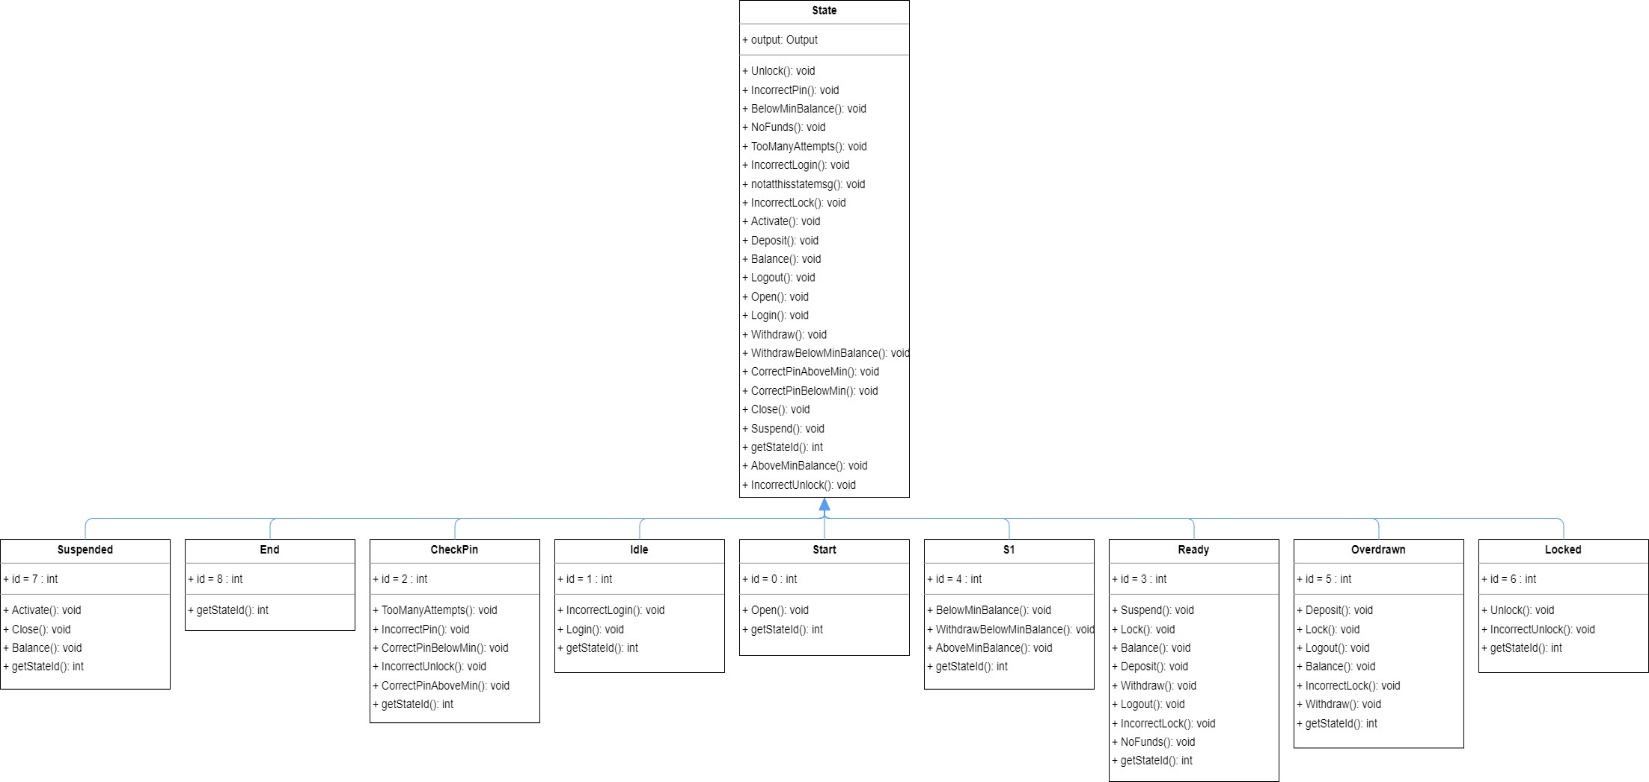 State
+ output: Output
+ Unlock(): void
+ IncorrectPin(): void
+ BelowMinBalance(): void
+ NoFunds(): void
+ TooManyAttempts(): void
+ IncorrectLogin(): void
+ notatthisstatemsg(): void
+ IncorrectLock(): void
+ Activate(): void
+ Deposit(): void
+ Balance(): void
+ Logout(): void
+ Open(): void
+ Login(): void
+ Withdraw(): void
+ WithdrawBelowMinBalance(): void
+ CorrectPinAboveMin(): void
+ CorrectPinBelowMin(): void
+ Close(): void
+ Suspend(): void
+ getStateId(): int
+ AboveMinBalance(): void
+ IncorrectUnlock(): void
Suspended
+ id = 7 : int
+ Activate(): void
+ Close(): void
+ Balance(): void
+ getStateId(): int
End
+ id = 8 : int
+ getStateId(): int
CheckPin
+ id = 2 : int
+ TooManyAttempts(): void
+ IncorrectPin(): void
+ CorrectPinBelowMin(): void
+ IncorrectUnlock(): void
+ CorrectPinAboveMin(): void
+ getStateId(): int
Idle
+ id = 1 : int
+ IncorrectLogin(): void
+ Login(): void
+ getStateId(): int
Start
+ id = 0 : int
+ Open(): void
+ getStateId(): int
S1
+ id = 4 : int
+ BelowMinBalance(): void
+ WithdrawBelowMinBalance(): void
+ AboveMinBalance(): void
+ getStateId(): int
Ready
+ id = 3 : int
+ Suspend(): void
+ Lock(): void
+ Balance(): void
+ Deposit(): void
+ Withdraw(): void
+ Logout(): void
+ IncorrectLock(): void
+ NoFunds(): void
+ getStateId(): int
Overdrawn
+ id = 5 : int
+ Deposit(): void
+ Lock(): void
+ Logout(): void
+ Balance(): void
+ IncorrectLock(): void
+ Withdraw(): void
+ getStateId(): int
Locked
+ id = 6 : int
+ Unlock(): void
+ IncorrectUnlock(): void
+ getStateId(): int